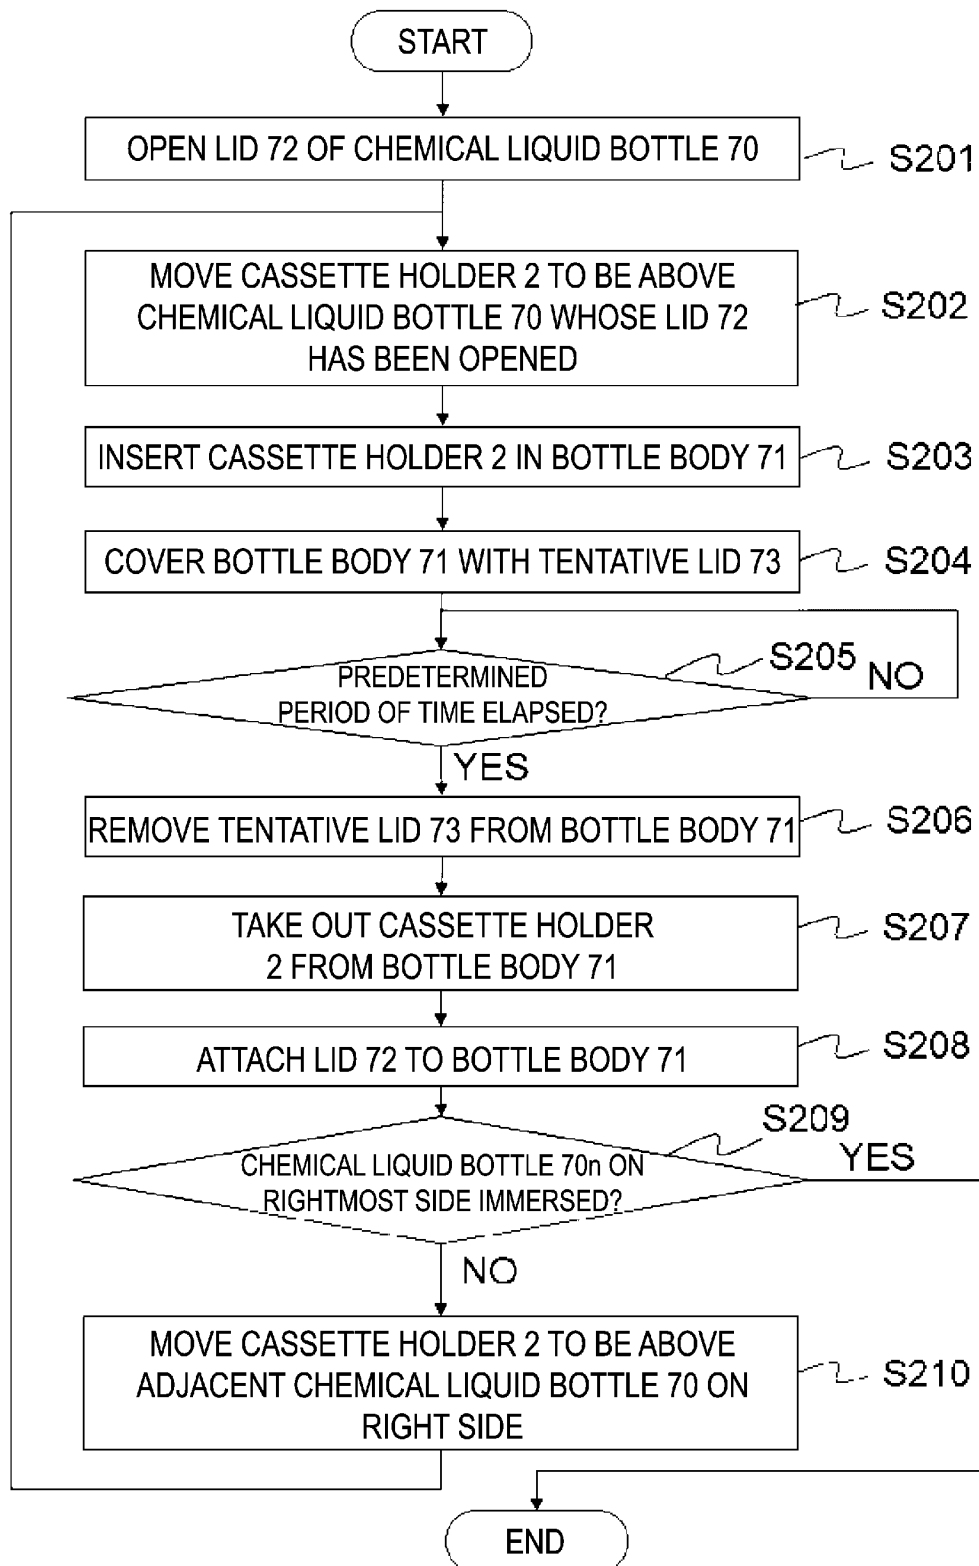 START
OPEN LID 72 OF CHEMICAL LIQUID BOTTLE 70
S201
MOVE CASSETTE HOLDER 2 TO BE ABOVE
CHEMICAL LIQUID BOTTLE 70 WHOSE LID 72
HAS BEEN OPENED
S202
INSERT CASSETTE HOLDER 2 IN BOTTLE BODY 71
S203
COVER BOTTLE BODY 71 WITH TENTATIVE LID 73
S204
PREDETERMINED
PERIOD OF TIME ELAPSED?
S205
NO
YES
REMOVE TENTATIVE LID 73 FROM BOTTLE BODY 71
S206
TAKE OUT CASSETTE HOLDER
2 FROM BOTTLE BODY 71
S207
ATTACH LID 72 TO BOTTLE BODY 71
S208
CHEMICAL LIQUID BOTTLE 70n ON
RIGHTMOST SIDE IMMERSED?
S209
YES
NO
MOVE CASSETTE HOLDER 2 TO BE ABOVE
ADJACENT CHEMICAL LIQUID BOTTLE 70 ON
RIGHT SIDE
S210
END